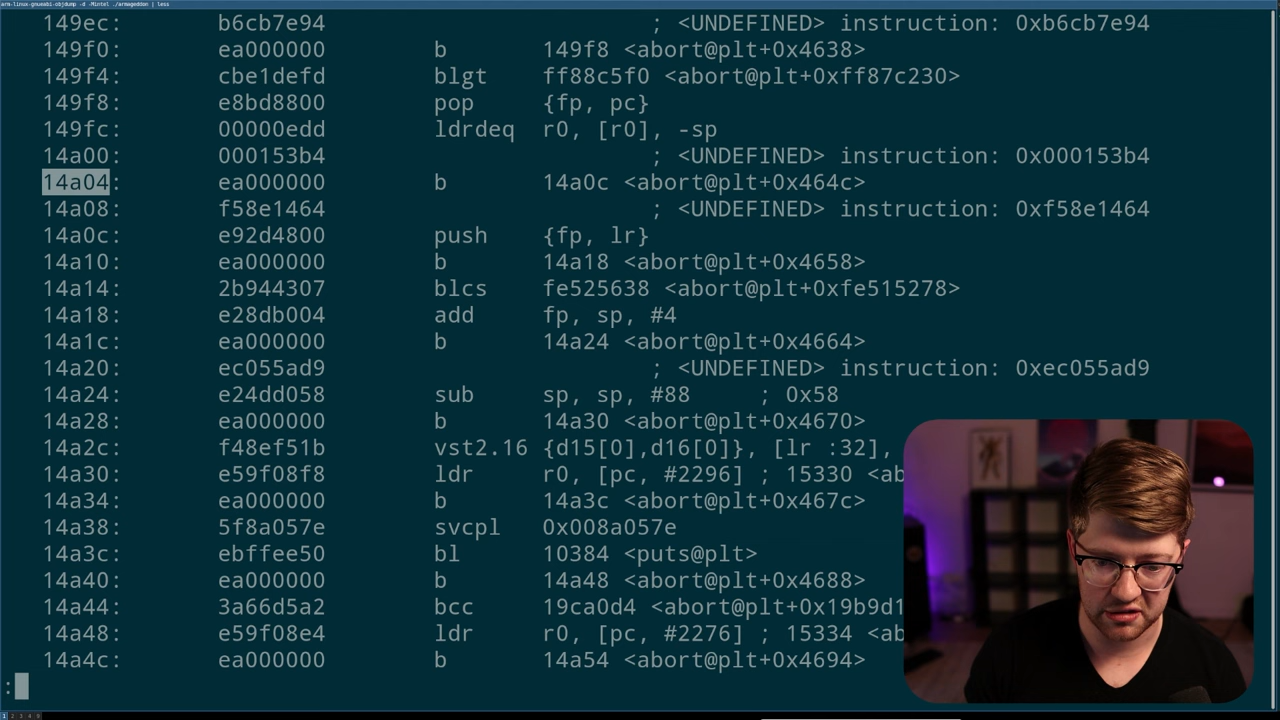 arm-linux-gnueabi-objdump -d -Mintel ./armageddon | less
149ec: b6cb7e94 ; <UNDEFINED> instruction: 0xb6cb7e94
149f0: ea000000 b 149f8 <abort@plt+0x4638>
149f4: cbe1defd blgt ff88c5f0 <abort@plt+0xff87c230>
149f8: e8bd8800 pop {fp, pc}
149fc: 00000edd ldrdeq r0, [r0], -sp
14a00: 000153b4 ; <UNDEFINED> instruction: 0x000153b4
14a04: ea000000 b 14a0c <abort@plt+0x464c>
14a08: f58e1464 ; <UNDEFINED> instruction: 0xf58e1464
14a0c: e92d4800 push {fp, lr}
14a10: ea000000 b 14a18 <abort@plt+0x4658>
14a14: 2b944307 blcs fe525638 <abort@plt+0xfe515278>
14a18: e28db004 add fp, sp, #4
14a1c: ea000000 b 14a24 <abort@plt+0x4664>
14a20: ec055ad9 ; <UNDEFINED> instruction: 0xec055ad9
14a24: e24dd058 sub sp, sp, #88 ; 0x58
14a28: ea000000 b 14a30 <abort@plt+0x4670>
14a2c: f48ef51b vst2.16 {d15[0],d16[0]}, [lr :32],
14a30: e59f08f8 ldr r0, [pc, #2296] ; 15330 <ab
14a34: ea000000 b 14a3c <abort@plt+0x467c>
14a38: 5f8a057e svcpl 0x008a057e
14a3c: ebffee50 bl 10384 <puts@plt>
14a40: ea000000 b 14a48 <abort@plt+0x4688>
14a44: 3a66d5a2 bcc 19ca0d4 <abort@plt+0x19b9d1
14a48: e59f08e4 ldr r0, [pc, #2276] ; 15334 <ab
14a4c: ea000000 b 14a54 <abort@plt+0x4694>
:
1 2 3 4 8